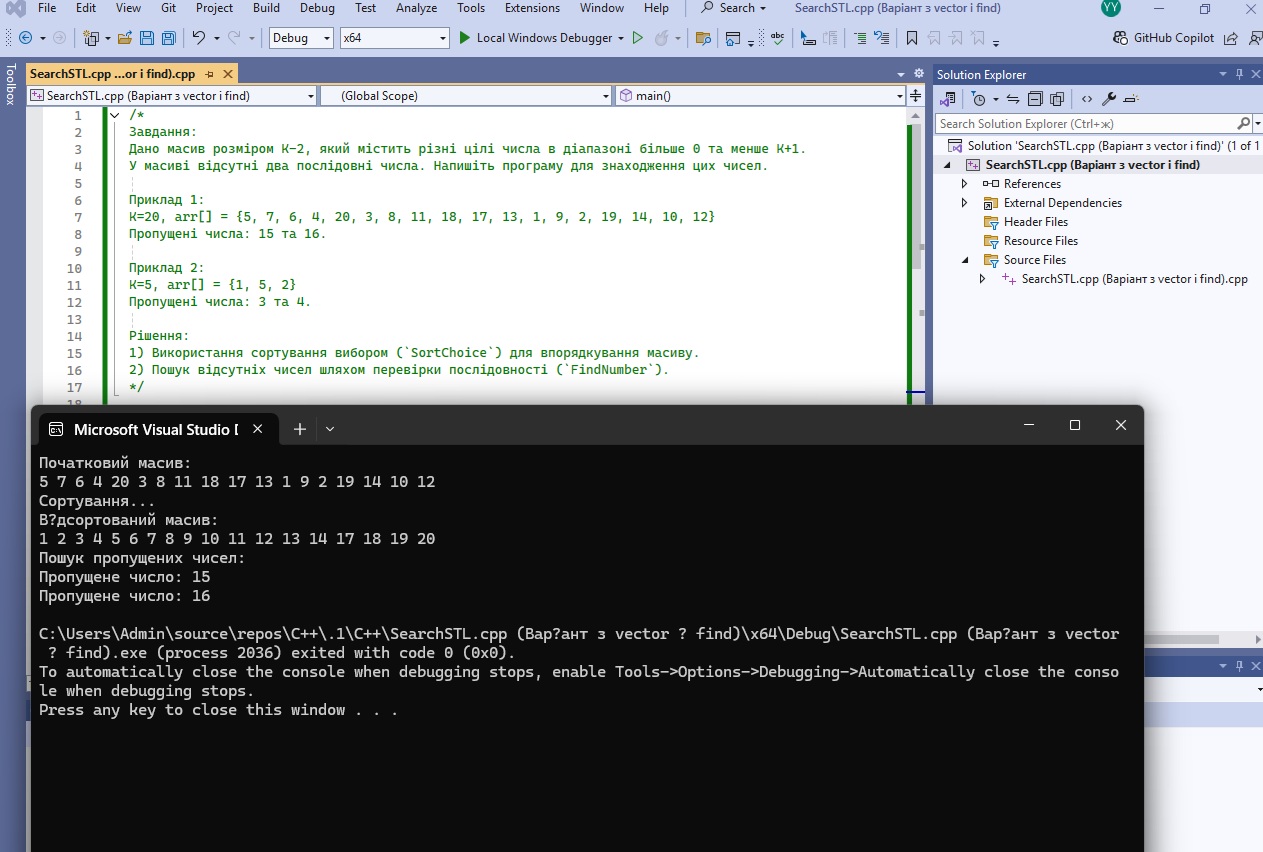 File Edit View Git Project Build Debug Test Analyze Tools Extensions Window Help Search SearchSTL.cpp (Варіант з vector і find) YY
Debug x64 Local Windows Debugger abc GitHub Copilot
Toolbox
SearchSTL.cpp ...or і find).cpp
SearchSTL.cpp (Варіант з vector і find) (Global Scope) main()
1 /*
2 Завдання:
3 Дано масив розміром К-2, який містить різні цілі числа в діапазоні більше 0 та менше К+1.
4 У масиві відсутні два послідовні числа. Напишіть програму для знаходження цих чисел.
5
6 Приклад 1:
7 К=20, arr[] = {5, 7, 6, 4, 20, 3, 8, 11, 18, 17, 13, 1, 9, 2, 19, 14, 10, 12}
8 Пропущені числа: 15 та 16.
9
10 Приклад 2:
11 К=5, arr[] = {1, 5, 2}
12 Пропущені числа: 3 та 4.
13
14 Рішення:
15 1) Використання сортування вибором (`SortChoice`) для впорядкування масиву.
16 2) Пошук відсутніх чисел шляхом перевірки послідовності (`FindNumber`).
17 */
Solution Explorer
Search Solution Explorer (Ctrl+ж)
Solution 'SearchSTL.cpp (Варіант з vector і find)' (1 of 1
SearchSTL.cpp (Варіант з vector і find)
References
External Dependencies
Header Files
Resource Files
Source Files
SearchSTL.cpp (Варіант з vector і find).cpp
Microsoft Visual Studio
Початковий масив:
5 7 6 4 20 3 8 11 18 17 13 1 9 2 19 14 10 12
Сортування...
В?дсортований масив:
1 2 3 4 5 6 7 8 9 10 11 12 13 14 17 18 19 20
Пошук пропущених чисел:
Пропущене число: 15
Пропущене число: 16
C:\Users\Admin\source\repos\C++\.1\C++\SearchSTL.cpp (Вар?ант з vector ? find)\x64\Debug\SearchSTL.cpp (Вар?ант з vector
? find).exe (process 2036) exited with code 0 (0x0).
To automatically close the console when debugging stops, enable Tools->Options->Debugging->Automatically close the conso
le when debugging stops.
Press any key to close this window . . .